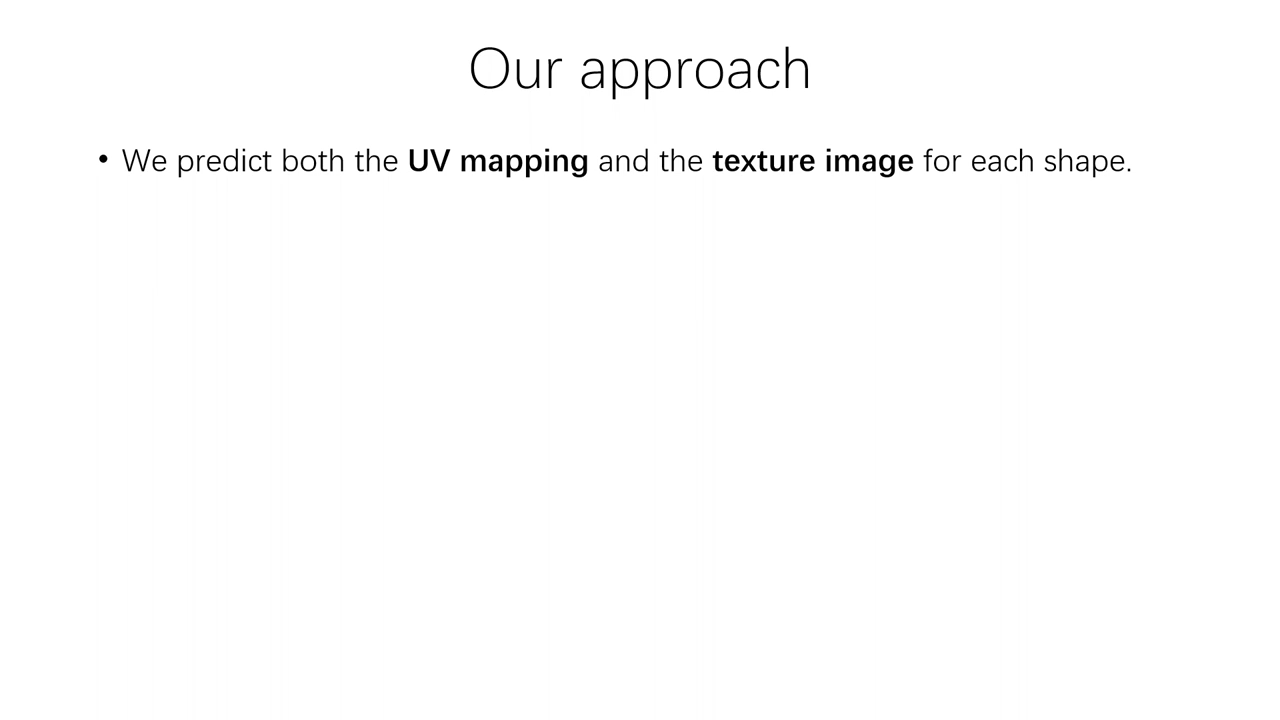 Our approach
• We predict both the UV mapping and the texture image for each shape.